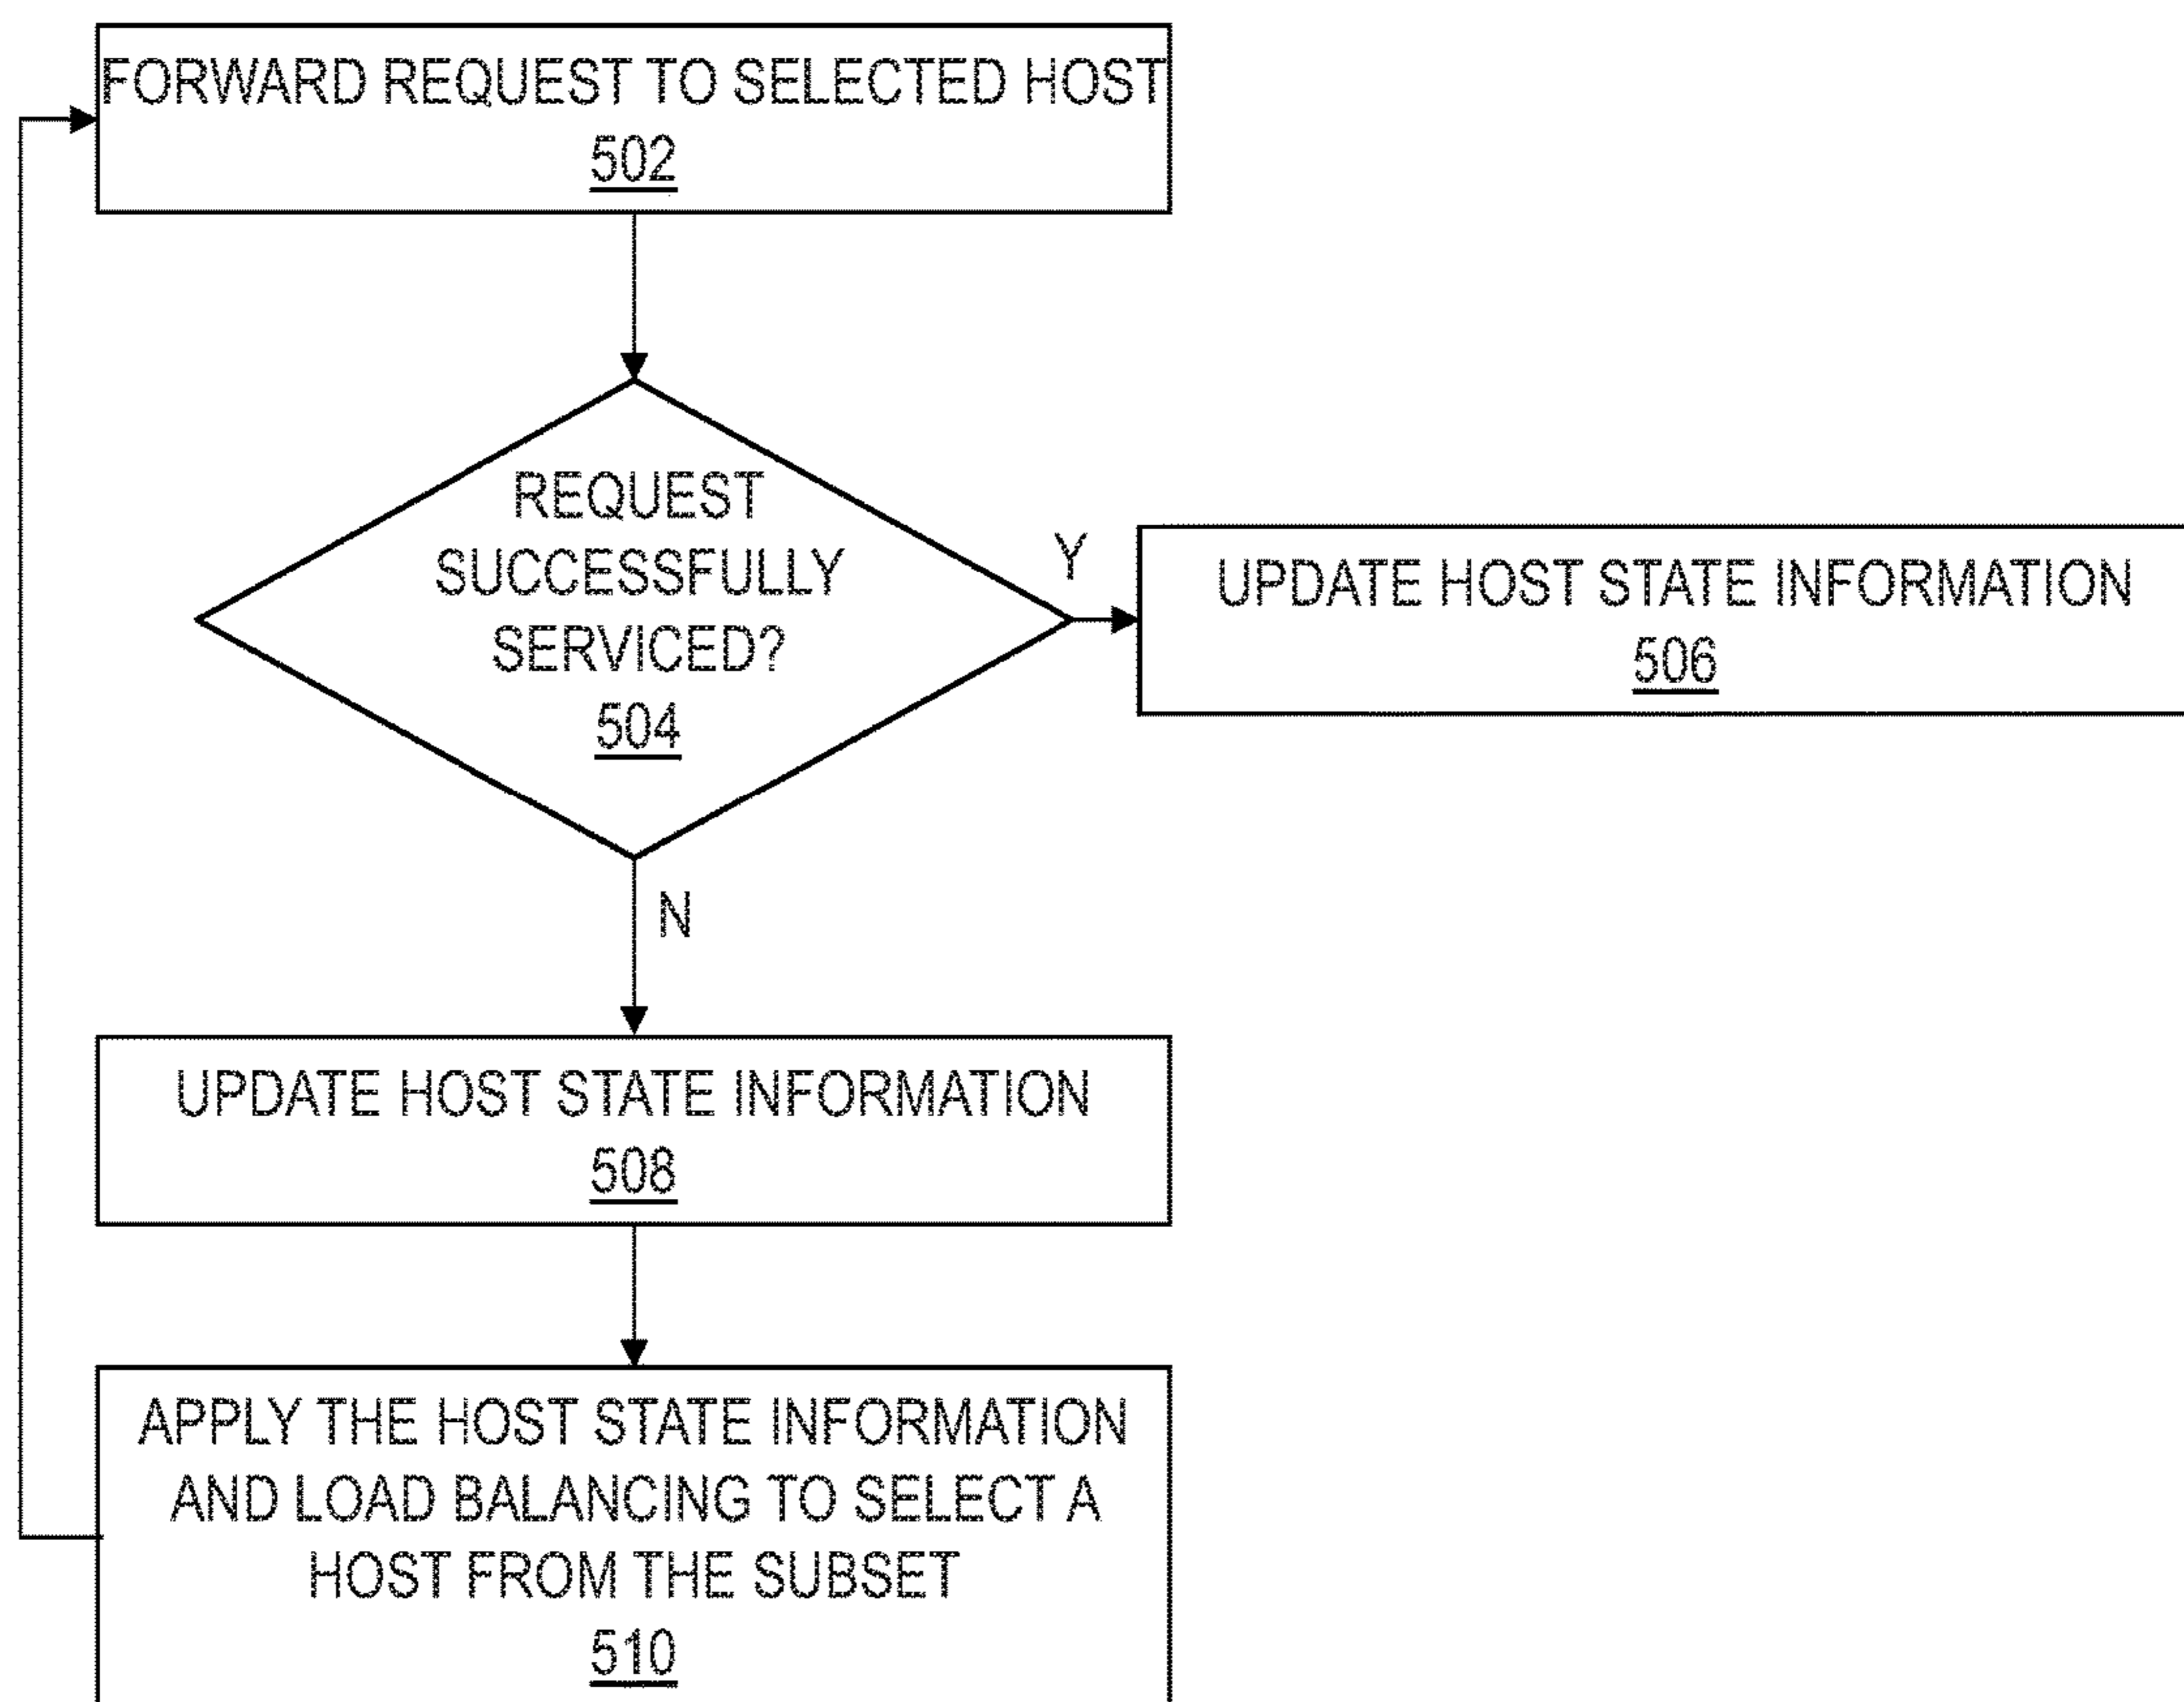 FORWARD REQUEST TO SELECTED HOST
502
REQUEST
SUCCESSFULLY
SERVICED?
504
Y
UPDATE HOST STATE INFORMATION
506
N
UPDATE HOST STATE INFORMATION
508
APPLY THE HOST STATE INFORMATION
AND LOAD BALANCING TO SELECT A
HOST FROM THE SUBSET
510